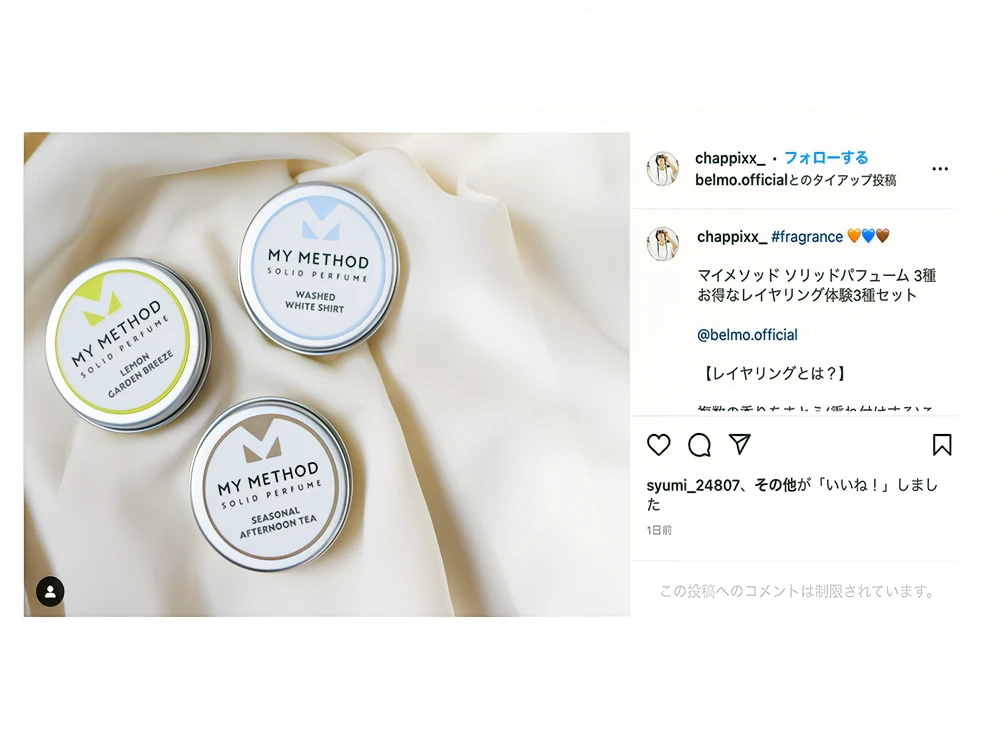 MY METHOD
SOLID PERFUME
WASHED
WHITE SHIRT
MY METHOD
SOLID PERFUME
LEMON
GARDEN BREEZE
MY METHOD
SOLID PERFUME
SEASONAL
AFTERNOON TEA
chappixx_ • フォローする
belmo.officialとのタイアップ投稿
chappixx_ #fragrance 🧡💙🤎
マイメソッド ソリッドパフューム 3種
お得なレイヤリング体験3種セット
@belmo.official
【レイヤリングとは？】
syumi_24807、その他が「いいね！」しまし
た
1日前
この投稿へのコメントは制限されています。